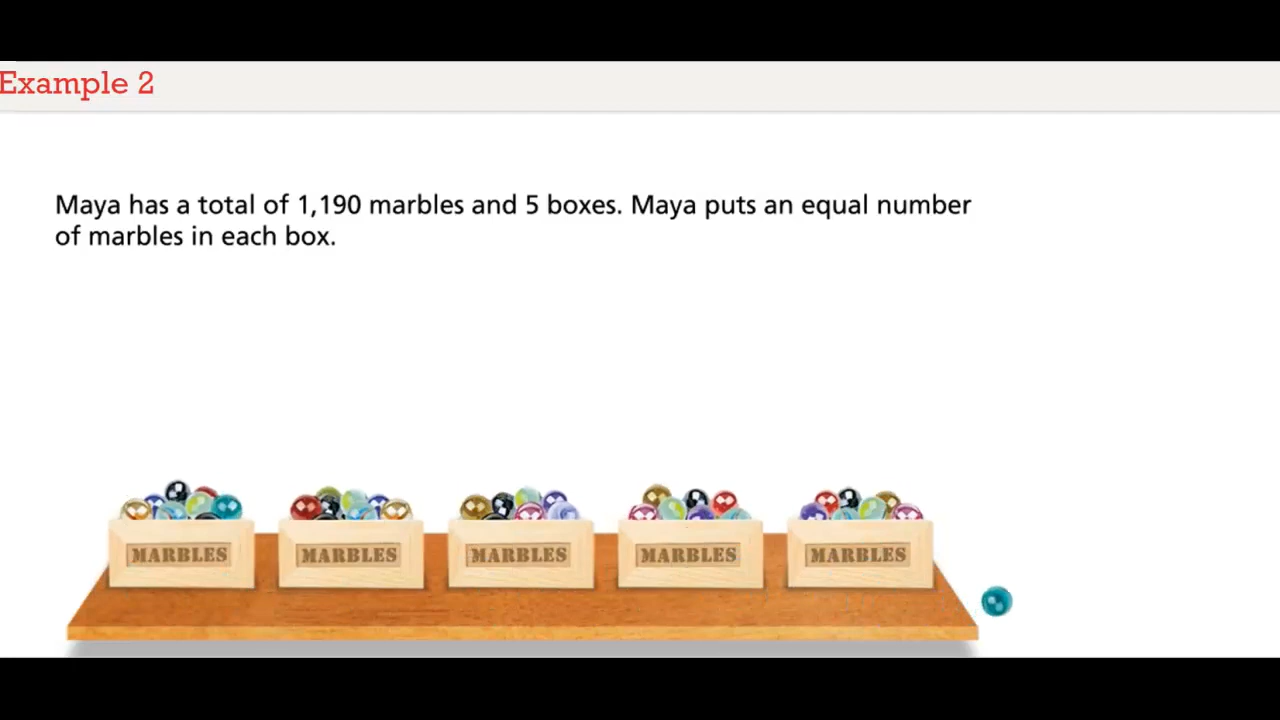 Example 2
Maya has a total of 1,190 marbles and 5 boxes. Maya puts an equal number
of marbles in each box.
MARBLES MARBLES MARBLES MARBLES MARBLES